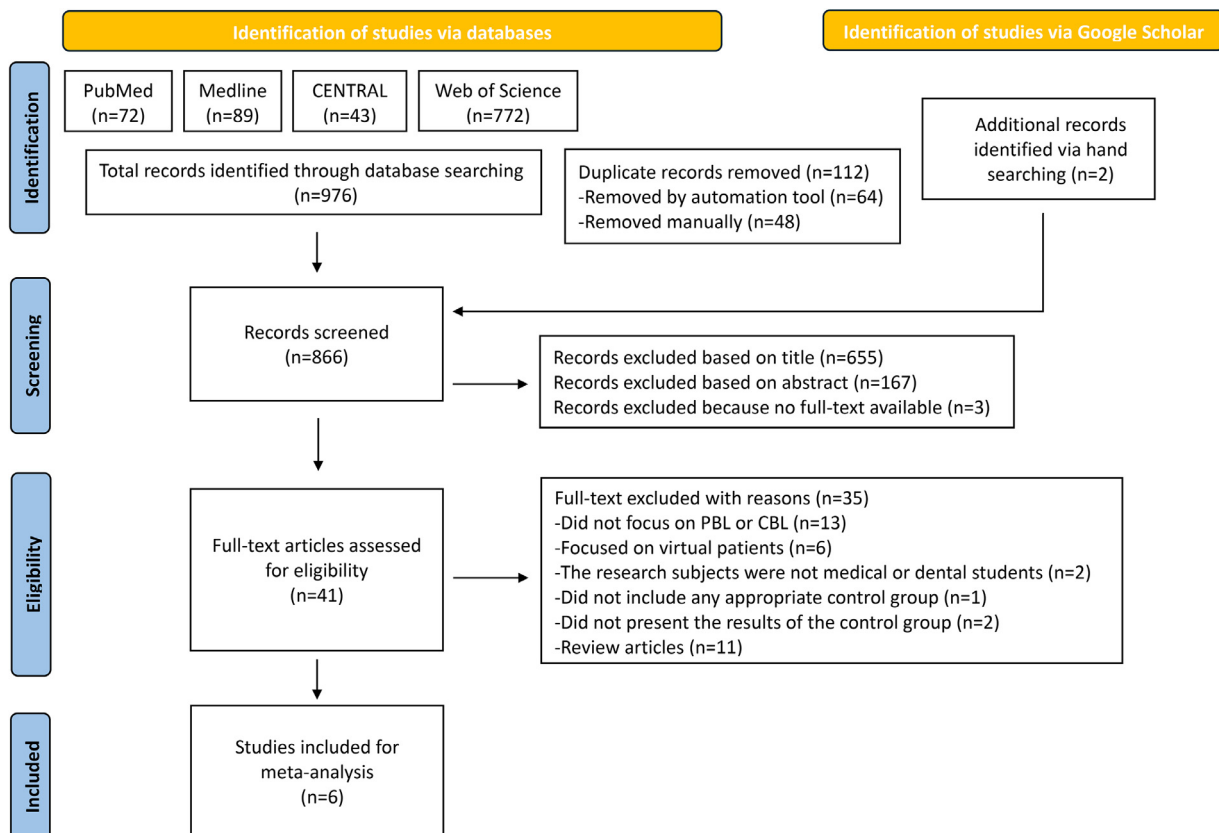 Identification of studies via databases
Identification of studies via Google Scholar
Identification
PubMed
(n=72)
Medline
(n=89)
CENTRAL
(n=43)
Web of Science
(n=772)
Total records identified through database searching
(n=976)
Duplicate records removed (n=112)
-Removed by automation tool (n=64)
-Removed manually (n=48)
Additional records
identified via hand
searching (n=2)
Screening
Records screened
(n=866)
Records excluded based on title (n=655)
Records excluded based on abstract (n=167)
Records excluded because no full-text available (n=3)
Eligibility
Full-text articles assessed
for eligibility
(n=41)
Full-text excluded with reasons (n=35)
-Did not focus on PBL or CBL (n=13)
-Focused on virtual patients (n=6)
-The research subjects were not medical or dental students (n=2)
-Did not include any appropriate control group (n=1)
-Did not present the results of the control group (n=2)
-Review articles (n=11)
Included
Studies included for
meta-analysis
(n=6)